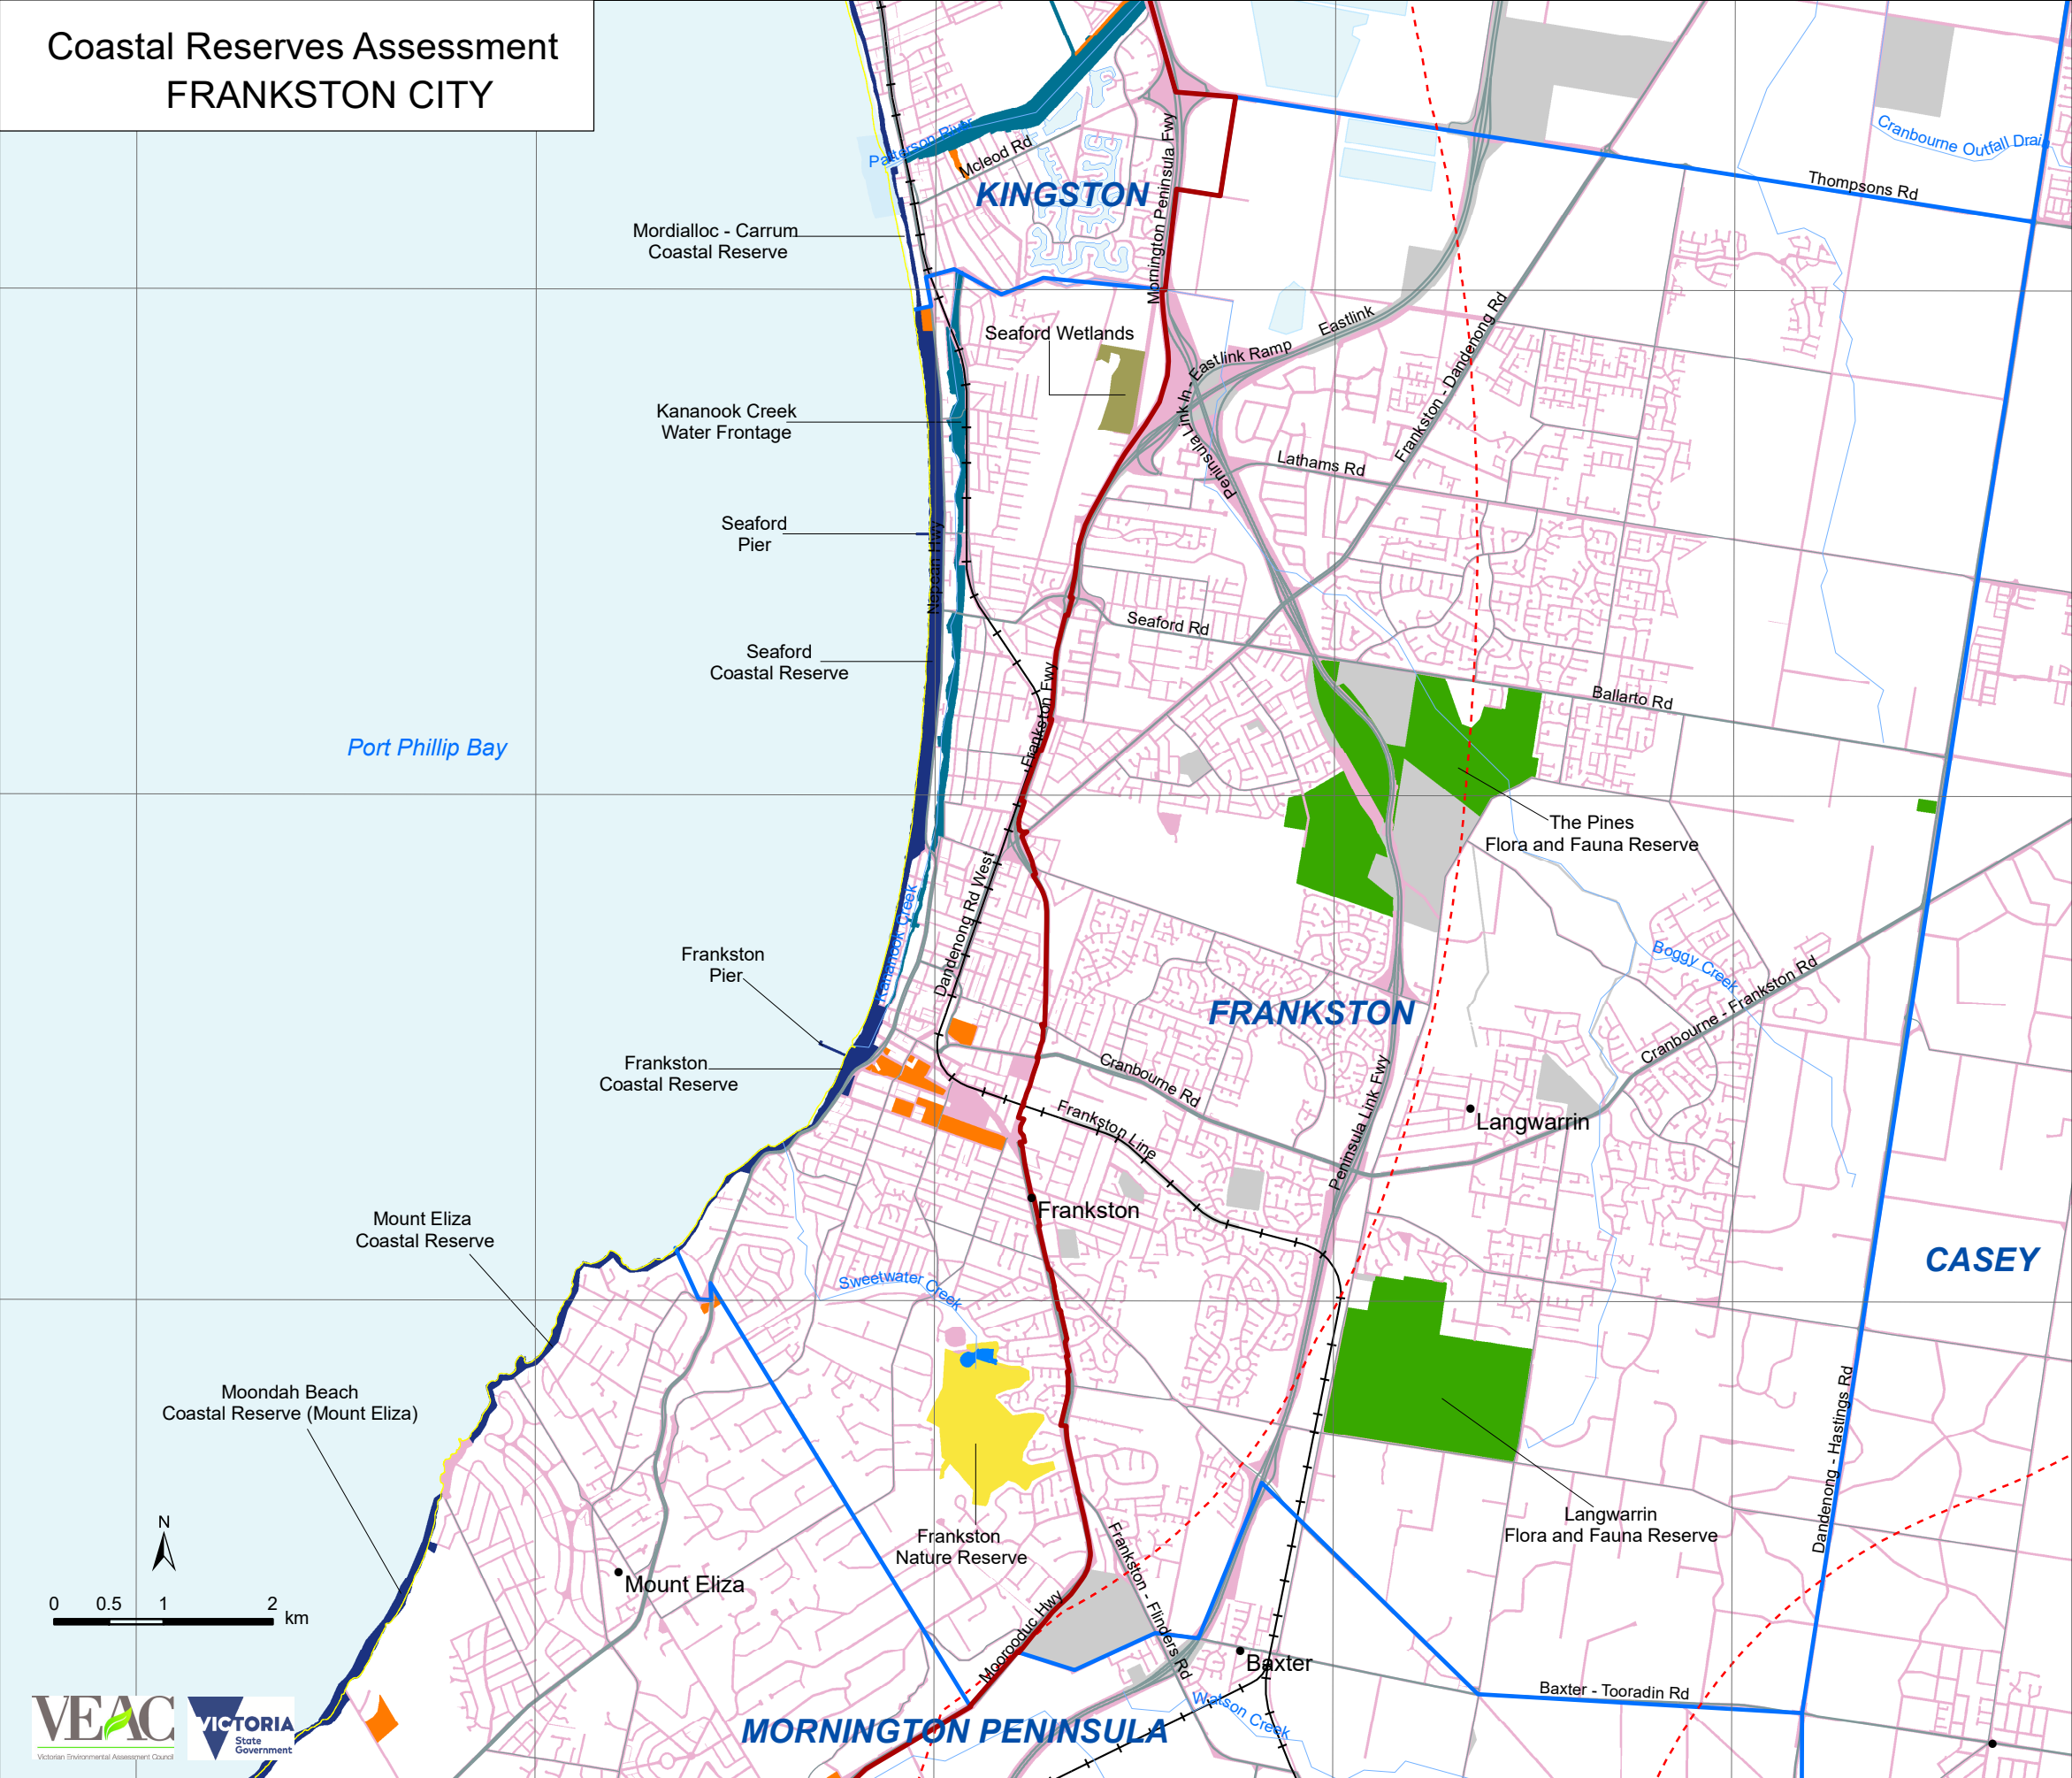 Coastal Reserves Assessment
FRANKSTON CITY
Patterson River
Mcleod Rd
KINGSTON
Mornington Peninsula Fwy
Cranbourne Outfall Drain
Thompsons Rd
Mordialloc - Carrum
Coastal Reserve
Seaford Wetlands
Eastlink
Peninsula Link In - Eastlink Ramp
Frankston - Dandenong Rd
Kananook Creek
Water Frontage
Lathams Rd
Seaford
Pier
Nepean Hwy
Seaford Rd
Seaford
Coastal Reserve
Frankston Fwy
Ballarto Rd
Port Phillip Bay
The Pines
Flora and Fauna Reserve
Dandenong Rd West
Kananook Creek
Frankston
Pier
Boggy Creek
Cranbourne - Frankston Rd
FRANKSTON
Frankston
Coastal Reserve
Cranbourne Rd
Frankston Line
Peninsula Link Fwy
Langwarrin
Frankston
Mount Eliza
Coastal Reserve
Sweetwater Creek
CASEY
Moondah Beach
Coastal Reserve (Mount Eliza)
Dandenong - Hastings Rd
Langwarrin
Flora and Fauna Reserve
Frankston
Nature Reserve
Frankston - Flinders Rd
N
Mount Eliza
0 0.5 1 2 km
Moorooduc Hwy
Baxter
Baxter - Tooradin Rd
Watson Creek
MORNINGTON PENINSULA
VEAC
Victorian Environmental Assessment Council
VICTORIA
State
Government